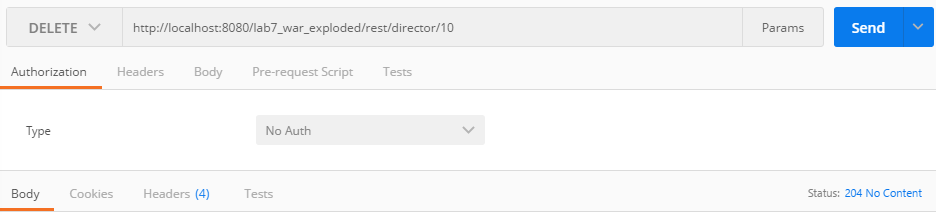 DELETE http://localhost:8080/lab7_war_exploded/rest/director/10 Params Send
Authorization Headers Body Pre-request Script Tests
Type No Auth
Body Cookies Headers (4) Tests Status: 204 No Content